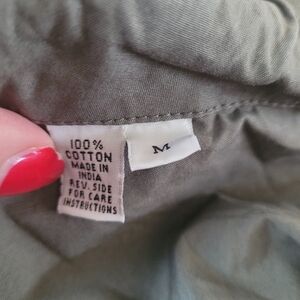 100%
COTTON
MADE IN
INDIA
REV. SIDE
FOR CARE
INSTRUCTIONS
M